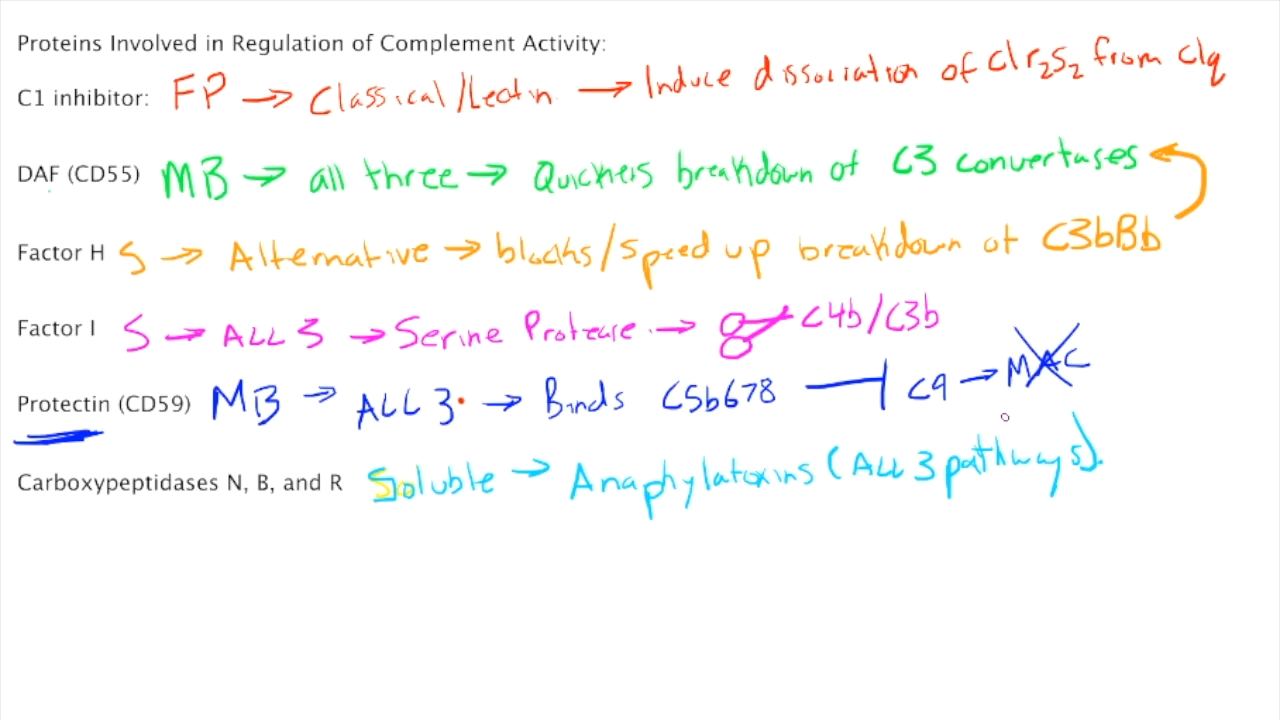 Proteins Involved in Regulation of Complement Activity:
C1 inhibitor: FP → Classical/Lectin → Induce dissociation of C1r₂s₂ from C1q
DAF (CD55) MB → all three → Quickens breakdown of C3 convertases
Factor H S → Alternative → blocks/speed up breakdown of C3bBb
Factor I S → ALL 3 → Serine Protease → C4b/C3b
Protectin (CD59) MB → ALL 3 → Binds C5b678 ⊣ C9 → MAC
Carboxypeptidases N, B, and R Soluble → Anaphylatoxins (ALL 3 pathways).